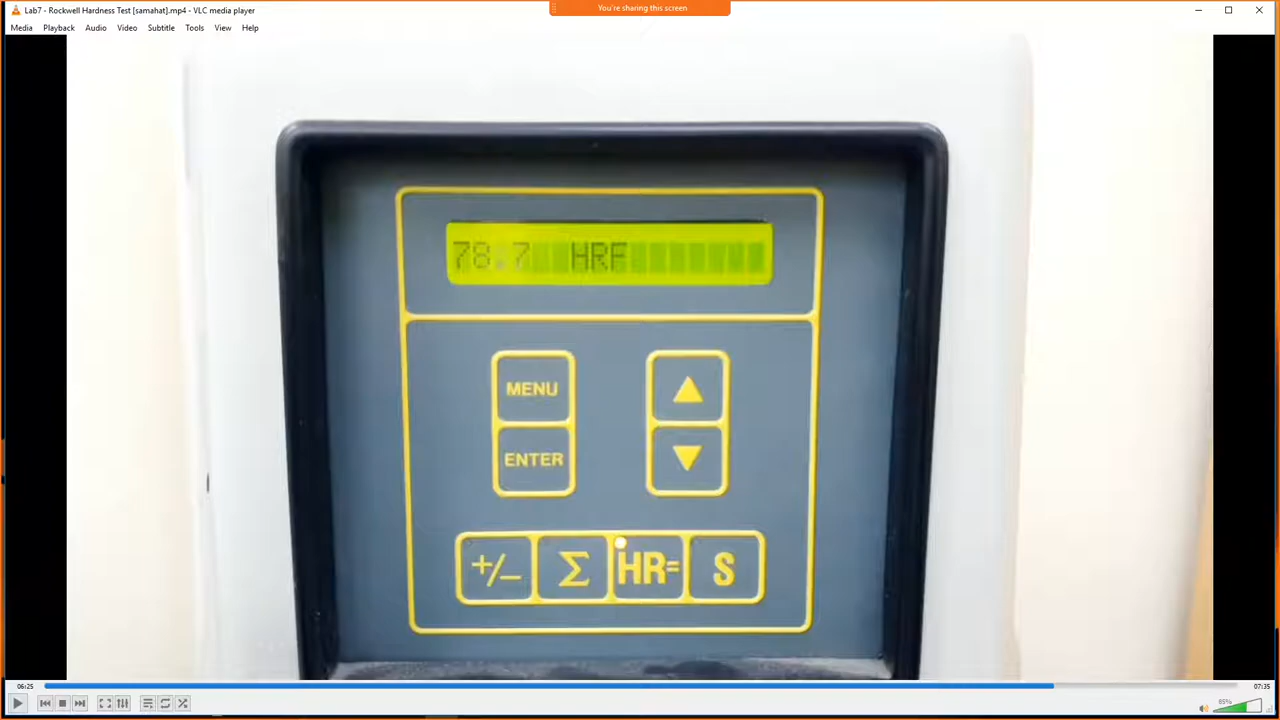 Lab7 - Rockwell Hardness Test [samahat].mp4 - VLC media player
You're sharing this screen
Media Playback Audio Video Subtitle Tools View Help
78.7 HRF
MENU
ENTER
+/- Σ HR= S
06:25
07:35
85%